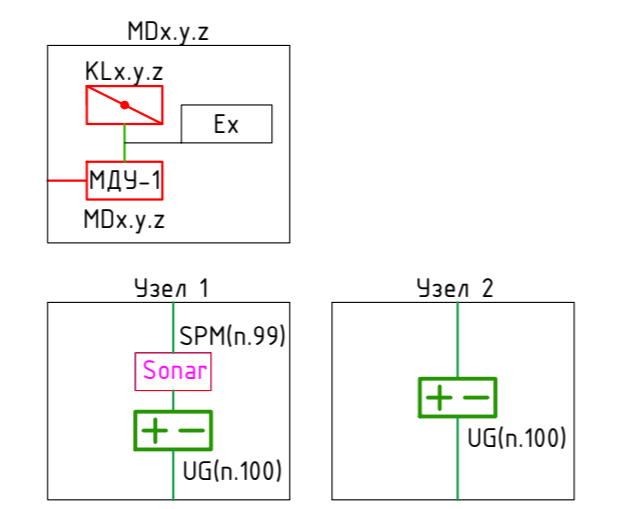 MDx.y.z
KLx.y.z
Ex
МДУ-1
MDx.y.z
Узел 1
Узел 2
SPM(п.99)
Sonar
+ −
+ −
UG(п.100)
UG(п.100)